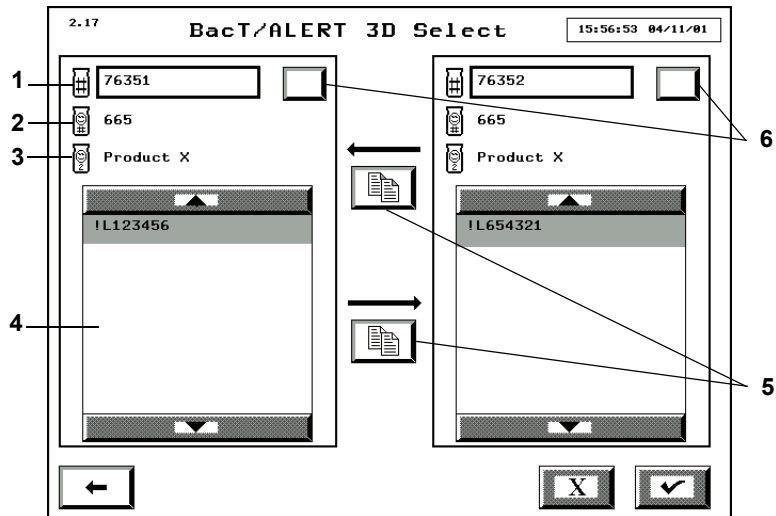 2.17
BacT/ALERT 3D Select
15:56:53 04/11/01
1
76351
76352
6
2
665
665
3
Product X
Product X
!L123456
!L654321
4
5
X